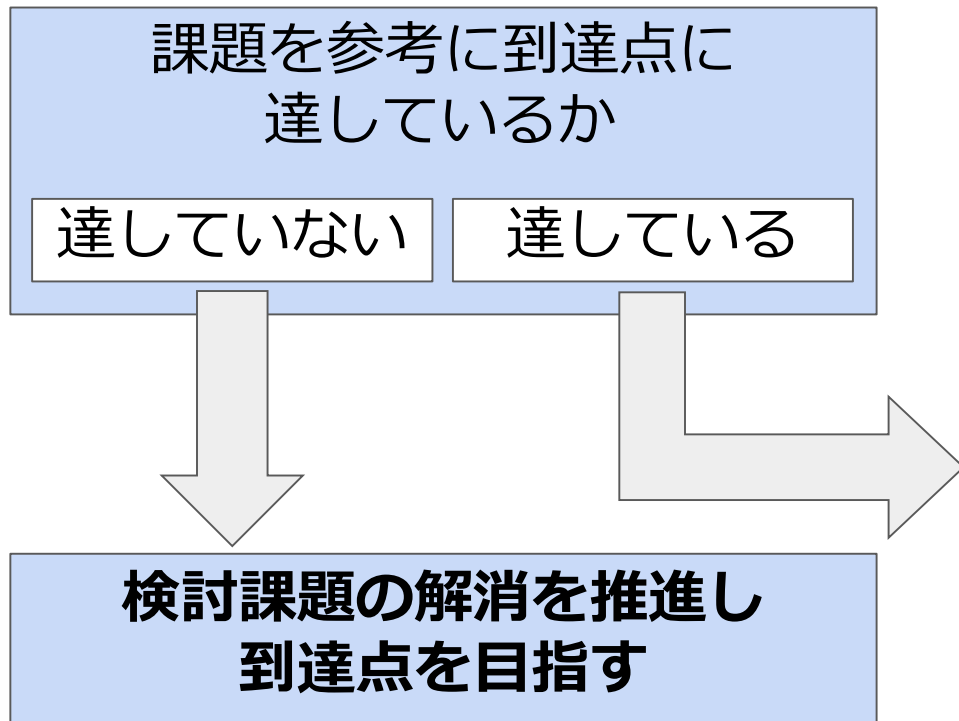 課題を参考に到達点に
達しているか
達していない
達している
検討課題の解消を推進し
到達点を目指す